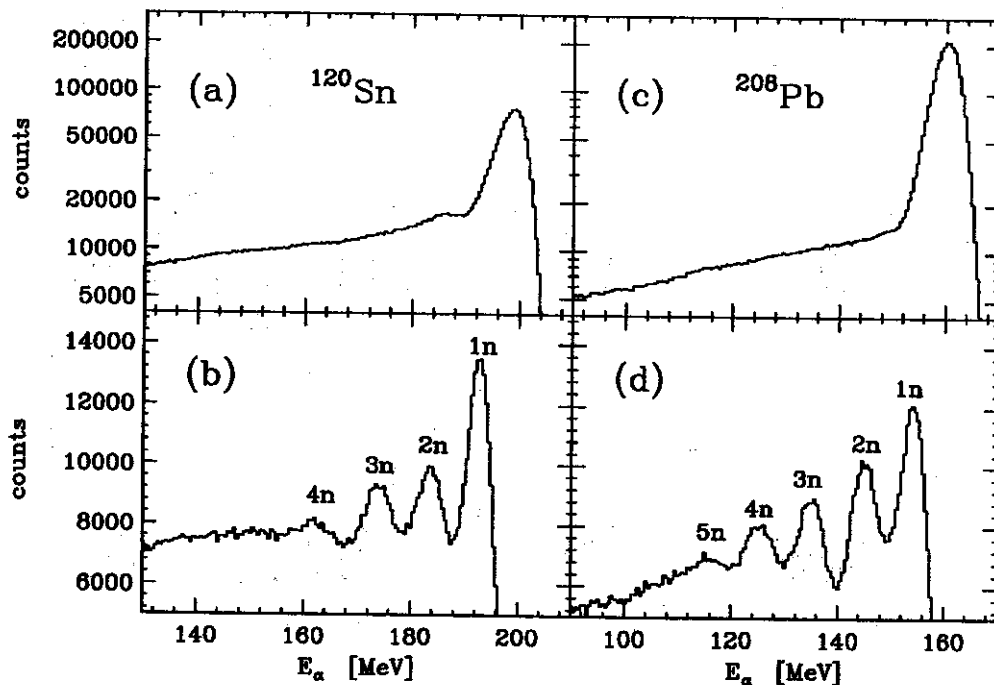 200000
100000
50000
20000
10000
5000
counts
(a)
¹²⁰Sn
(c)
²⁰⁸Pb
14000
12000
10000
8000
6000
counts
(b)
1n
2n
3n
4n
(d)
1n
2n
3n
4n
5n
140 160 180 200
100 120 140 160
Eα [MeV]
Eα [MeV]